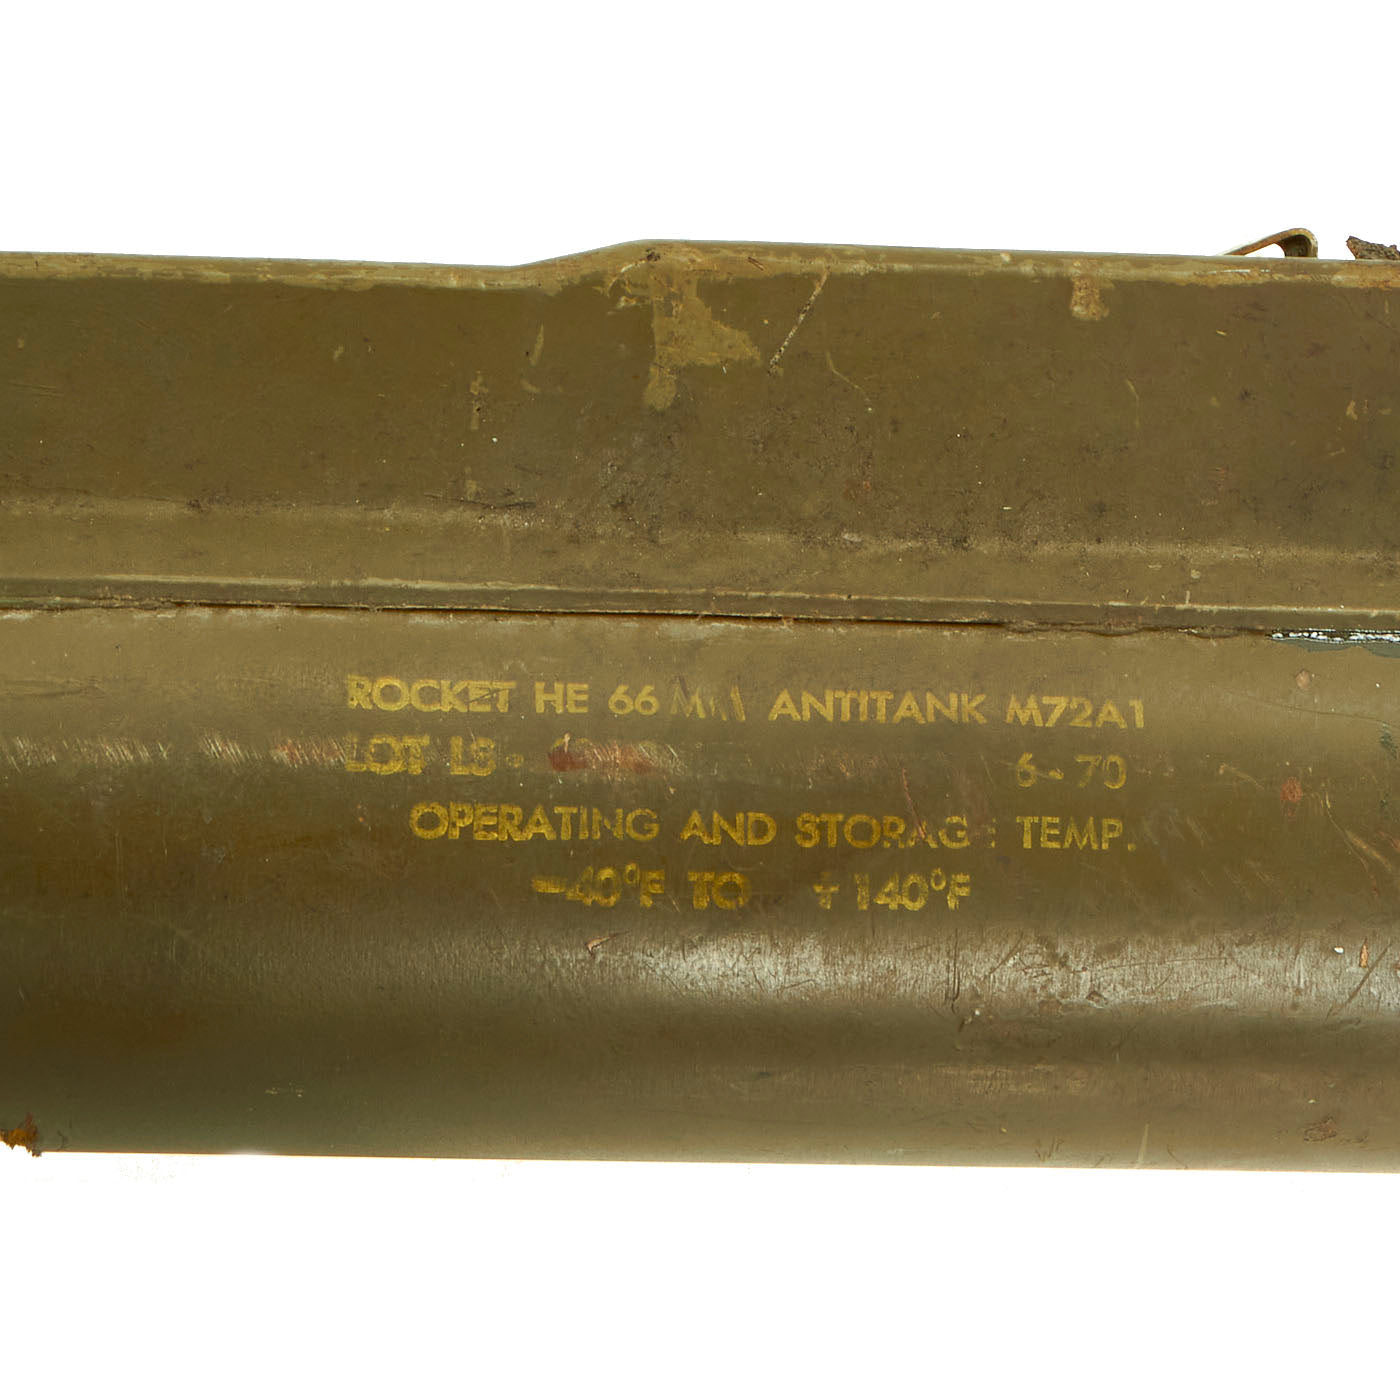 ROCKET HE 66 MM ANTITANK M72A1
LOT LS- 6-70
OPERATING AND STORAGE TEMP.
-40°F TO +140°F